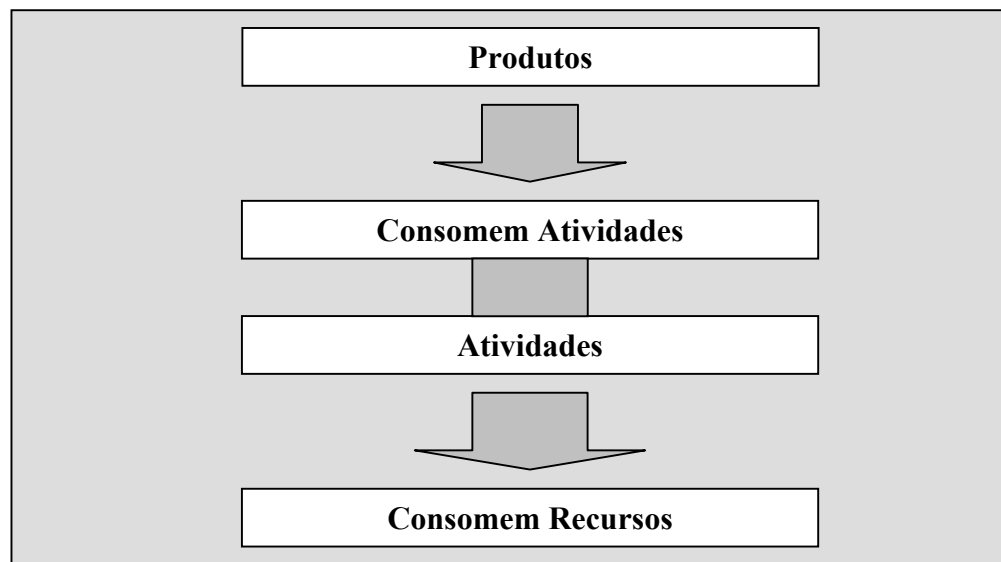 Produtos
Consomem Atividades
Atividades
Consomem Recursos